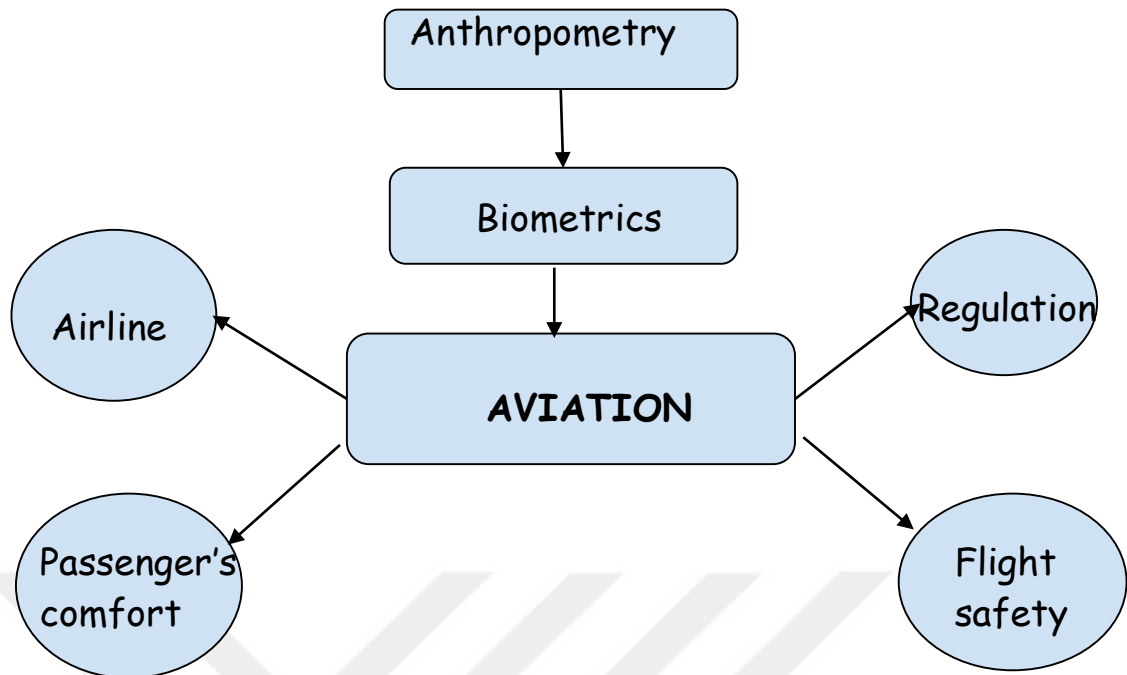 Anthropometry
Biometrics
Airline
Regulation
AVIATION
Passenger’s
comfort
Flight
safety